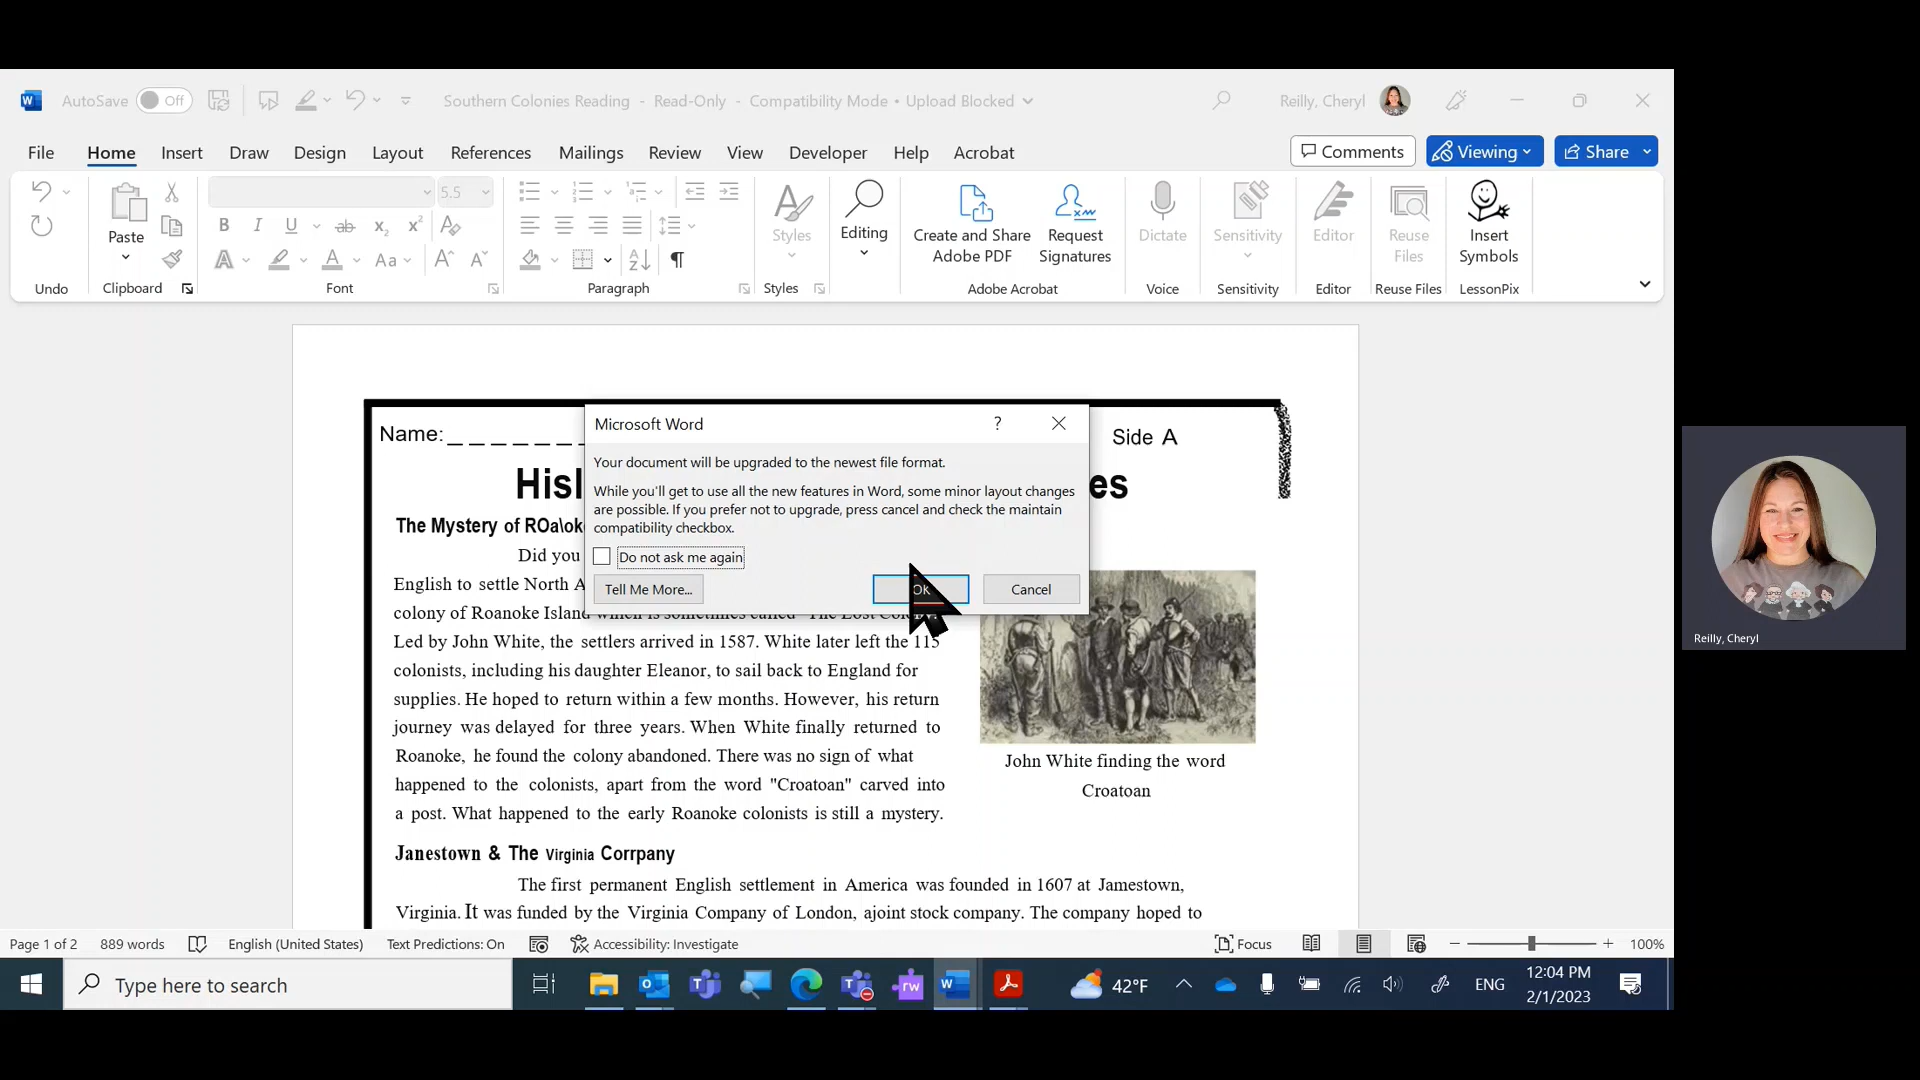 AutoSave Off Southern Colonies Reading - Read-Only - Compatibility Mode • Upload Blocked Reilly, Cheryl
File Home Insert Draw Design Layout References Mailings Review View Developer Help Acrobat Comments Viewing Share
5.5
Paste Styles Editing Create and Share Adobe PDF Request Signatures Dictate Sensitivity Editor Reuse Files Insert Symbols
Undo Clipboard Font Paragraph Styles Adobe Acrobat Voice Sensitivity Editor Reuse Files LessonPix
Microsoft Word
Your document will be upgraded to the newest file format.
While you'll get to use all the new features in Word, some minor layout changes
are possible. If you prefer not to upgrade, press cancel and check the maintain
compatibility checkbox.
Do not ask me again
Tell Me More... OK Cancel
Name:_ _ _ _ _ _ _ Side A
The Mystery of ROa\ok
Did you
English to settle North A
colony of Roanoke Island which is sometimes called
Led by John White, the settlers arrived in 1587. White later left the 115
colonists, including his daughter Eleanor, to sail back to England for
supplies. He hoped to return within a few months. However, his return
journey was delayed for three years. When White finally returned to
Roanoke, he found the colony abandoned. There was no sign of what
happened to the colonists, apart from the word "Croatoan" carved into
a post. What happened to the early Roanoke colonists is still a mystery.
John White finding the word
Croatoan
Janestown & The Virginia Corrpany
The first permanent English settlement in America was founded in 1607 at Jamestown,
Virginia. It was funded by the Virginia Company of London, ajoint stock company. The company hoped to
Page 1 of 2 889 words English (United States) Text Predictions: On Accessibility: Investigate Focus 100%
Type here to search 42°F ENG 12:04 PM
2/1/2023
Reilly, Cheryl